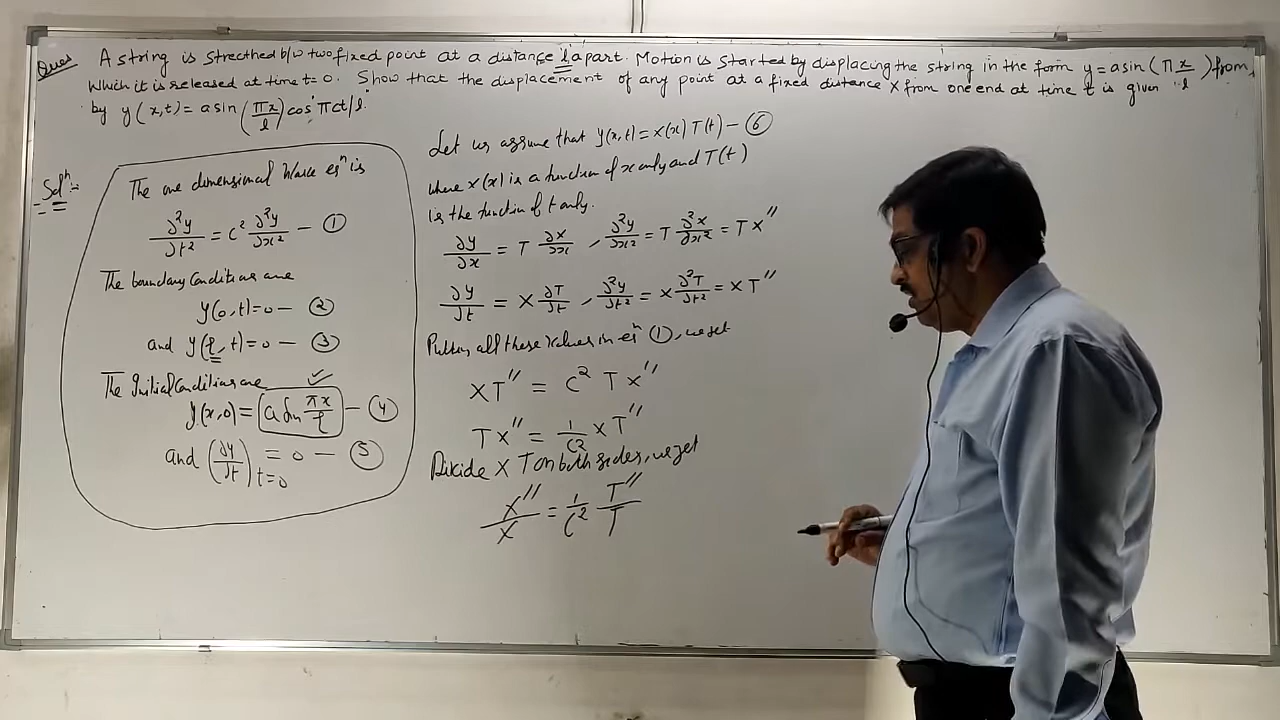 Ques A string is strecthed b/w two fixed point at a distance 'l' apart. Motion is started by displacing the string in the form y = a sin (πx/l) from,
Which it is released at time t = 0. Show that the displacement of any point at a fixed distance x from one end at time t is given
by y(x,t) = a sin (πx/l) cos πct/l.
Solⁿ:-
The one dimensional Wave eqⁿ is
∂²y/∂t² = c² ∂²y/∂x² — ①
The boundary Conditions are
y(0,t) = 0 — ②
and y(l,t) = 0 — ③
The Initial Conditions are ✓
y(x,0) = a sin πx/l — ④
and (∂y/∂t)t=0 = 0 — ⑤
Let us assume that y(x,t) = X(x) T(t) — ⑥
where X(x) is a function of x only and T(t)
is the function of t only.
∂y/∂x = T ∂X/∂x , ∂²y/∂x² = T ∂²X/∂x² = T X″
∂y/∂t = X ∂T/∂t , ∂²y/∂t² = X ∂²T/∂t² = X T″
Putting all these values in eqⁿ ①, we get
X T″ = c² T X″
T X″ = 1/c² X T″
Divide X T on both sides, we get
X″/X = 1/c² T″/T